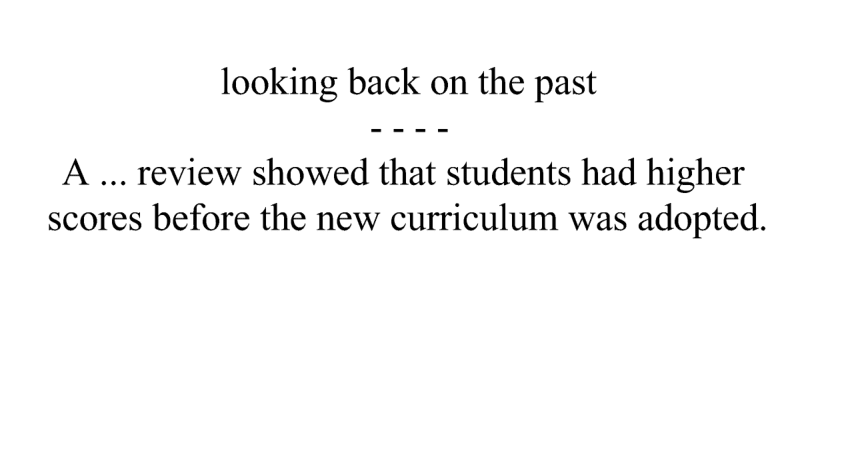 looking back on the past
- - - -
A ... review showed that students had higher
scores before the new curriculum was adopted.